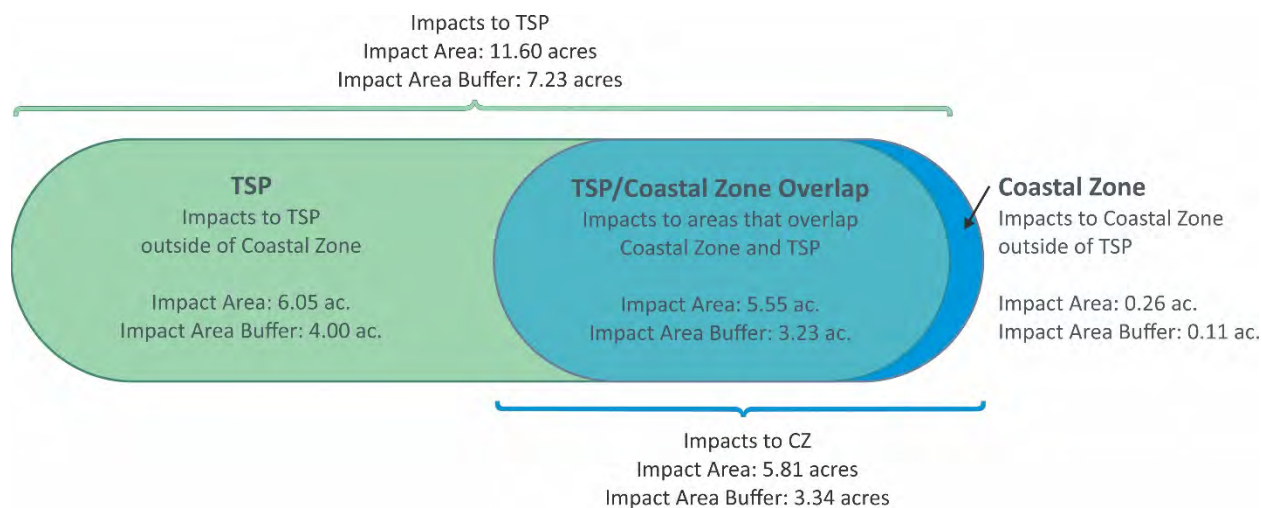 Impacts to TSP
Impact Area: 11.60 acres
Impact Area Buffer: 7.23 acres
TSP
Impacts to TSP
outside of Coastal Zone
Impact Area: 6.05 ac.
Impact Area Buffer: 4.00 ac.
TSP/Coastal Zone Overlap
Impacts to areas that overlap
Coastal Zone and TSP
Impact Area: 5.55 ac.
Impact Area Buffer: 3.23 ac.
Coastal Zone
Impacts to Coastal Zone
outside of TSP
Impact Area: 0.26 ac.
Impact Area Buffer: 0.11 ac.
Impacts to CZ
Impact Area: 5.81 acres
Impact Area Buffer: 3.34 acres